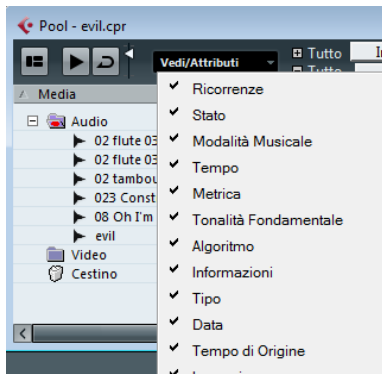 Pool - evil.cpr
Vedi/Attributi
Tutto
Tutto
Media
Audio
02 flute 03
02 flute 03
02 tambou
023 Const
08 Oh I'm
evil
Video
Cestino
Ricorrenze
Stato
Modalità Musicale
Tempo
Metrica
Tonalità Fondamentale
Algoritmo
Informazioni
Tipo
Data
Tempo di Origine